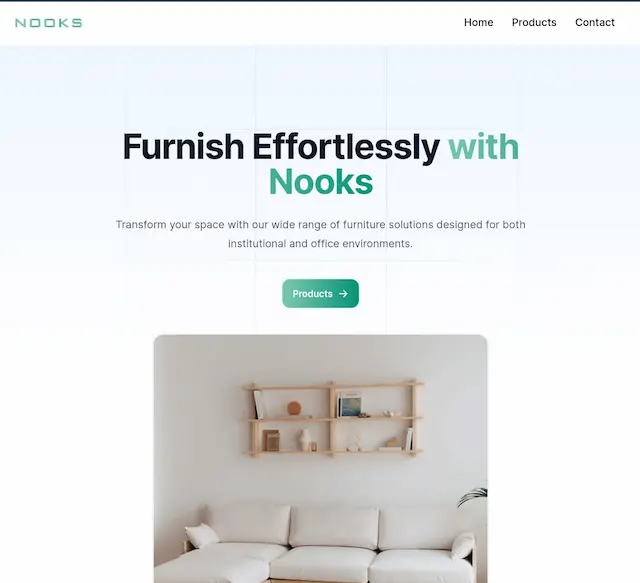 NOOKS
Home Products Contact
Furnish Effortlessly with
Nooks
Transform your space with our wide range of furniture solutions designed for both
institutional and office environments.
Products →